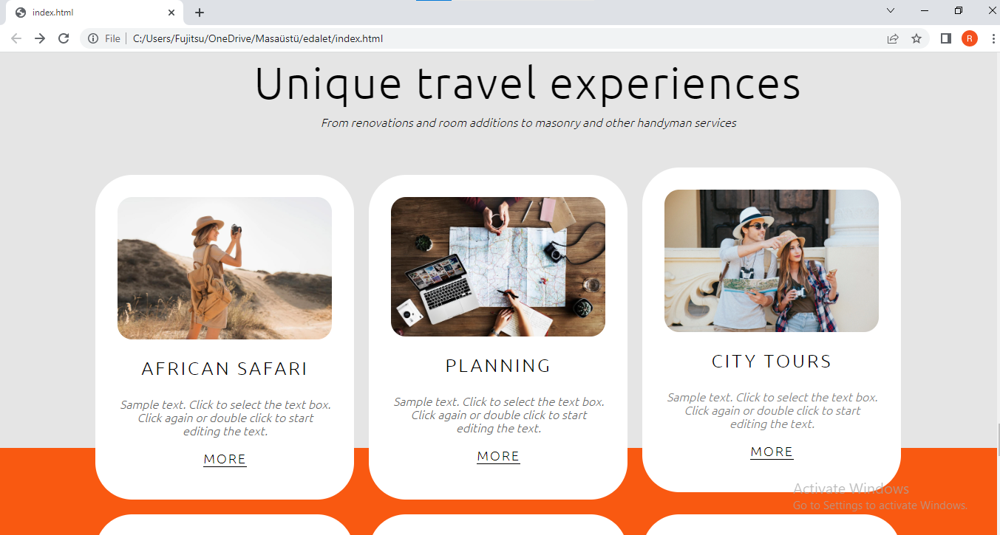 index.html
File
C:/Users/Fujitsu/OneDrive/Masaüstü/edalet/index.html
R
Unique travel experiences
From renovations and room additions to masonry and other handyman services
AFRICAN SAFARI
Sample text. Click to select the text box.
Click again or double click to start
editing the text.
MORE
PLANNING
Sample text. Click to select the text box.
Click again or double click to start
editing the text.
MORE
CITY TOURS
Sample text. Click to select the text box.
Click again or double click to start
editing the text.
MORE
Activate Windows
Go to Settings to activate Windows.